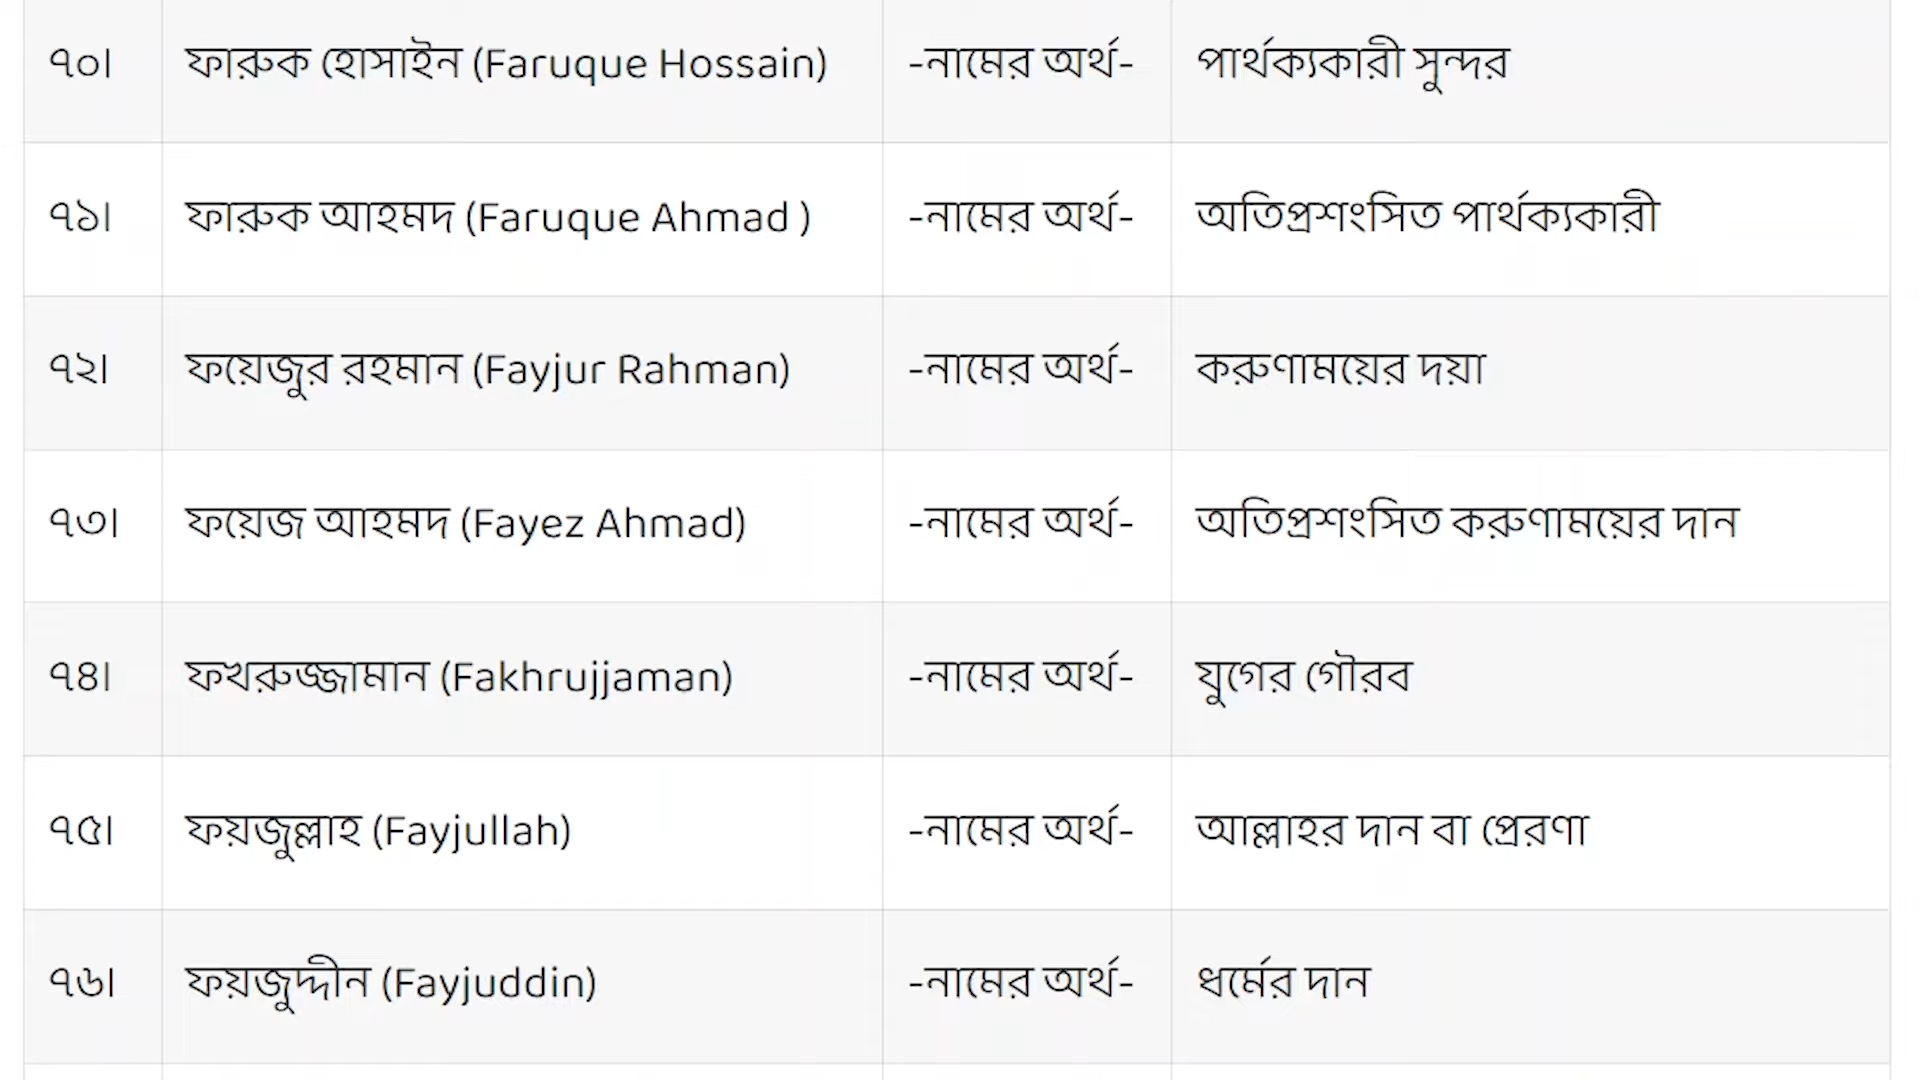 ৭০। ফারুক হোসাইন (Faruque Hossain) -নামের অর্থ- পার্থক্যকারী সুন্দর
৭১। ফারুক আহমদ (Faruque Ahmad ) -নামের অর্থ- অতিপ্রশংসিত পার্থক্যকারী
৭২। ফয়েজুর রহমান (Fayjur Rahman) -নামের অর্থ- করুণাময়ের দয়া
৭৩। ফয়েজ আহমদ (Fayez Ahmad) -নামের অর্থ- অতিপ্রশংসিত করুণাময়ের দান
৭৪। ফখরুজ্জামান (Fakhrujjaman) -নামের অর্থ- যুগের গৌরব
৭৫। ফয়জুল্লাহ (Fayjullah) -নামের অর্থ- আল্লাহর দান বা প্রেরণা
৭৬। ফয়জুদ্দীন (Fayjuddin) -নামের অর্থ- ধর্মের দান